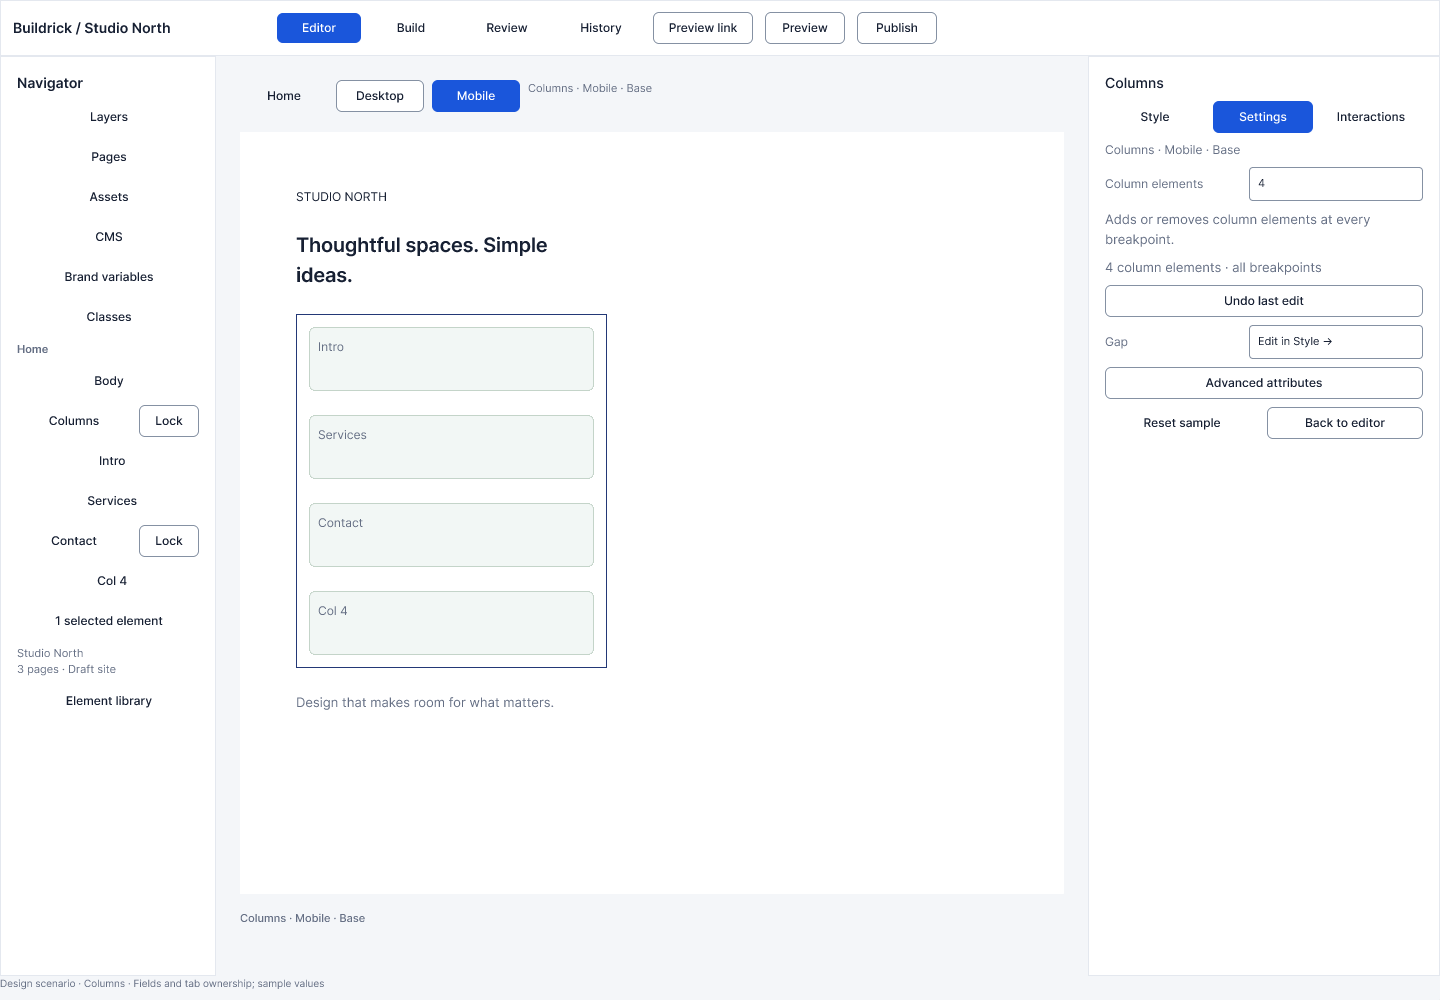 Buildrick / Studio North
Editor
Build
Review
History
Preview link
Preview
Publish
Navigator
Layers
Pages
Assets
CMS
Brand variables
Classes
Home
Body
Columns
Lock
Intro
Services
Contact
Lock
Col 4
1 selected element
Studio North
3 pages · Draft site
Element library
Home
Desktop
Mobile
Columns · Mobile · Base
STUDIO NORTH
Thoughtful spaces. Simple
ideas.
Intro
Services
Contact
Col 4
Design that makes room for what matters.
Columns · Mobile · Base
Columns
Style
Settings
Interactions
Columns · Mobile · Base
Column elements
4
Adds or removes column elements at every
breakpoint.
4 column elements · all breakpoints
Undo last edit
Gap
Edit in Style →
Advanced attributes
Reset sample
Back to editor
Design scenario · Columns · Fields and tab ownership; sample values